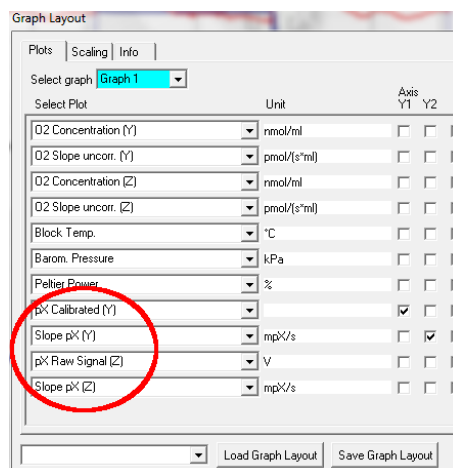 Graph Layout
Plots Scaling Info
Select graph Graph 1
Axis
Select Plot Unit Y1 Y2
O2 Concentration (Y) nmol/ml
O2 Slope uncorr. (Y) pmol/(s*ml)
O2 Concentration (Z) nmol/ml
O2 Slope uncorr. (Z) pmol/(s*ml)
Block Temp. °C
Barom. Pressure kPa
Peltier Power %
pX Calibrated (Y)
Slope pX (Y) mpX/s
pX Raw Signal (Z) V
Slope pX (Z) mpX/s
Load Graph Layout Save Graph Layout